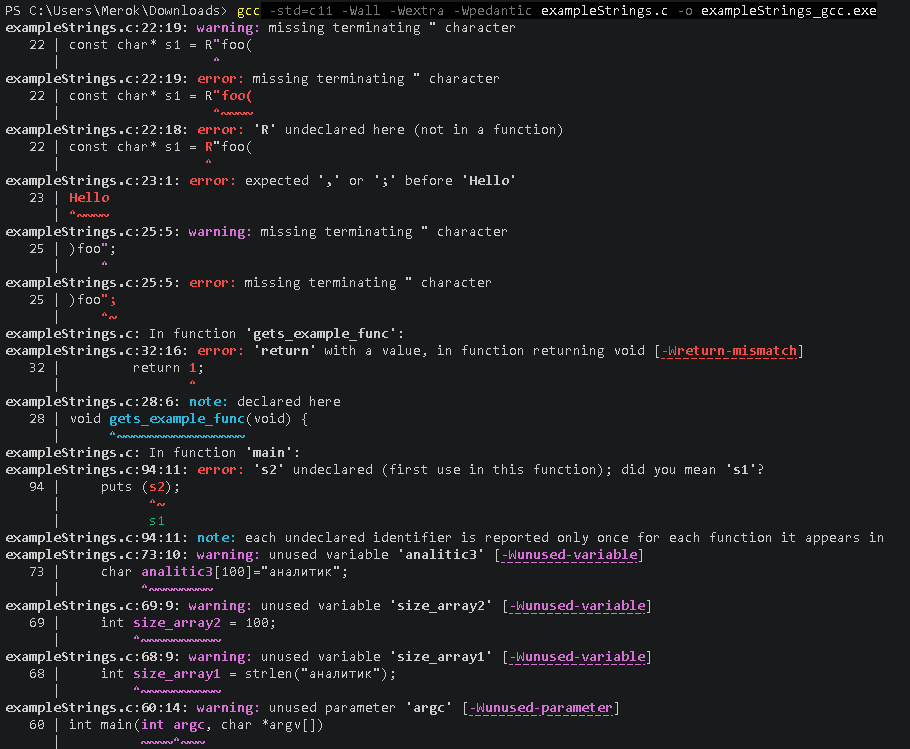 PS C:\Users\Merok\Downloads> gcc -std=c11 -Wall -Wextra -Wpedantic exampleStrings.c -o exampleStrings_gcc.exe
exampleStrings.c:22:19: warning: missing terminating " character
   22 | const char* s1 = R"foo(
      |                   ^
exampleStrings.c:22:19: error: missing terminating " character
   22 | const char* s1 = R"foo(
      |                   ^~~~~
exampleStrings.c:22:18: error: 'R' undeclared here (not in a function)
   22 | const char* s1 = R"foo(
      |                  ^
exampleStrings.c:23:1: error: expected ',' or ';' before 'Hello'
   23 | Hello
      | ^~~~~
exampleStrings.c:25:5: warning: missing terminating " character
   25 | )foo";
      |     ^
exampleStrings.c:25:5: error: missing terminating " character
   25 | )foo";
      |     ^~
exampleStrings.c: In function 'gets_example_func':
exampleStrings.c:32:16: error: 'return' with a value, in function returning void [-Wreturn-mismatch]
   32 |         return 1;
      |                ^
exampleStrings.c:28:6: note: declared here
   28 | void gets_example_func(void) {
      |      ^~~~~~~~~~~~~~~~~
exampleStrings.c: In function 'main':
exampleStrings.c:94:11: error: 's2' undeclared (first use in this function); did you mean 's1'?
   94 |     puts (s2);
      |           ^~
      |           s1
exampleStrings.c:94:11: note: each undeclared identifier is reported only once for each function it appears in
exampleStrings.c:73:10: warning: unused variable 'analitic3' [-Wunused-variable]
   73 |     char analitic3[100]="аналитик";
      |          ^~~~~~~~~
exampleStrings.c:69:9: warning: unused variable 'size_array2' [-Wunused-variable]
   69 |     int size_array2 = 100;
      |         ^~~~~~~~~~~
exampleStrings.c:68:9: warning: unused variable 'size_array1' [-Wunused-variable]
   68 |     int size_array1 = strlen("аналитик");
      |         ^~~~~~~~~~~
exampleStrings.c:60:14: warning: unused parameter 'argc' [-Wunused-parameter]
   60 | int main(int argc, char *argv[])
      |          ~~~~^~~~